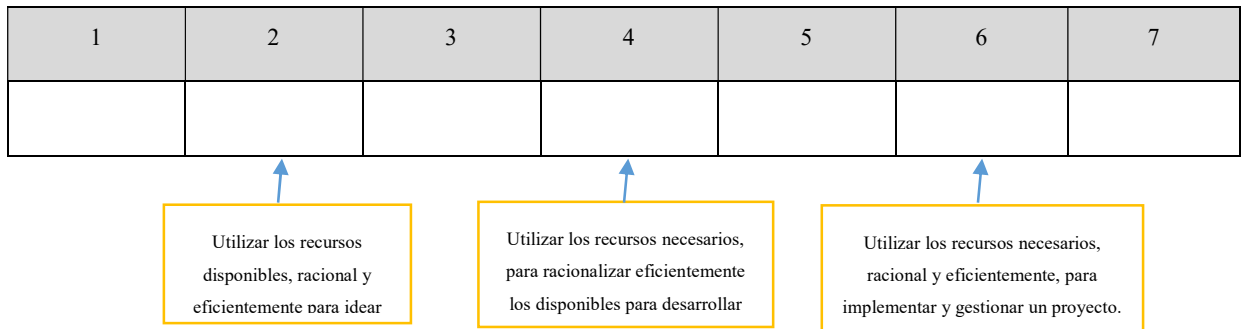 1 2 3 4 5 6 7
Utilizar los recursos
disponibles, racional y
eficientemente para idear
Utilizar los recursos necesarios,
para racionalizar eficientemente
los disponibles para desarrollar
Utilizar los recursos necesarios,
racional y eficientemente, para
implementar y gestionar un proyecto.